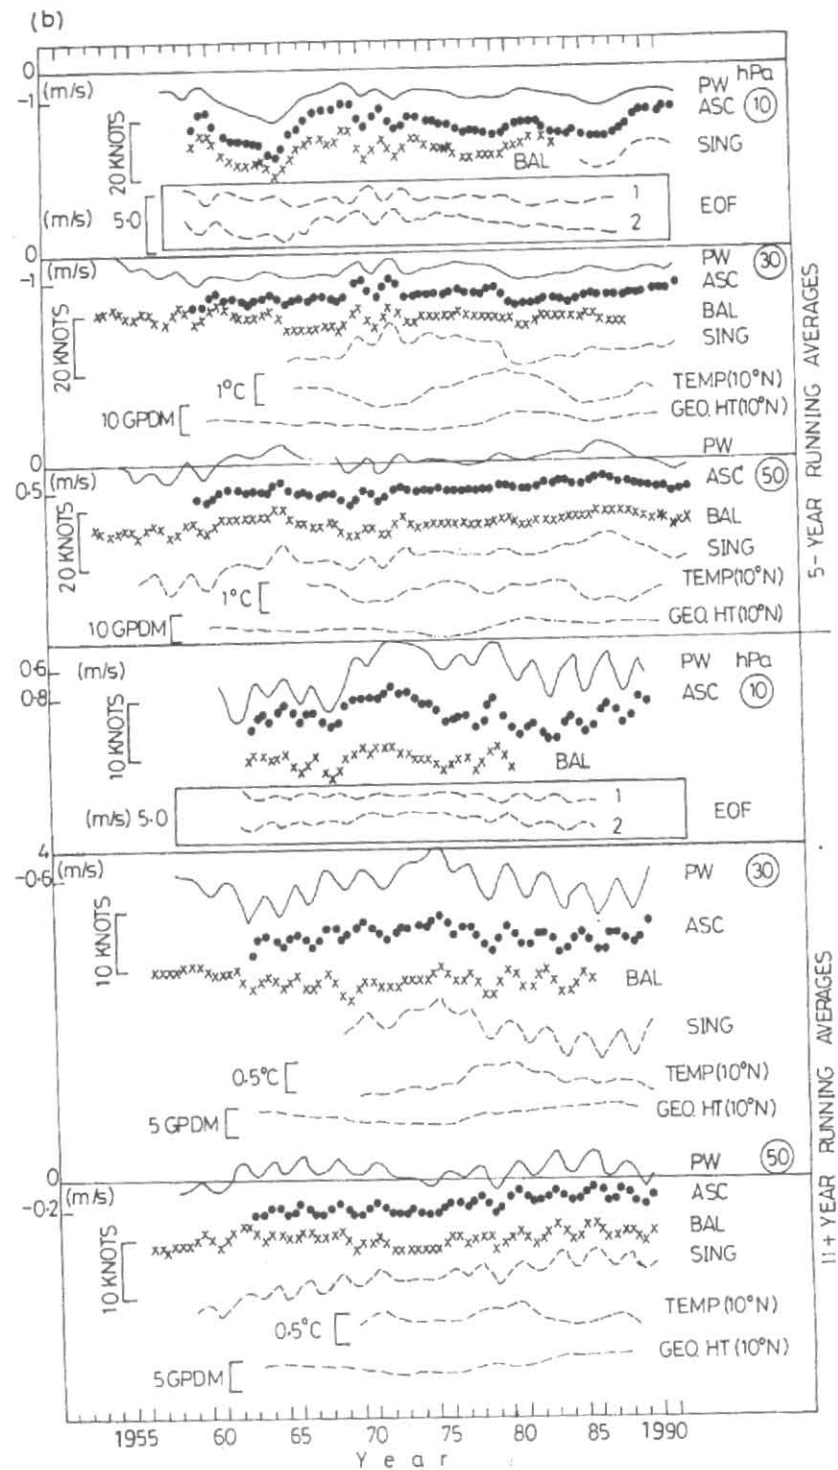 (b)
0
PW hPa
-1 (m/s)
ASC 10
20 KNOTS
SING
BAL
(m/s) 5·0
1
2
EOF
0
PW
30
-1 (m/s)
ASC
BAL
20 KNOTS
SING
1°C
TEMP(10°N)
10 GPDM
GEO. HT(10°N)
5-YEAR RUNNING AVERAGES
0
PW
0·5 (m/s)
ASC 50
BAL
20 KNOTS
SING
TEMP(10°N)
1°C
10 GPDM
GEO. HT(10°N)
0·6 (m/s)
PW hPa
0·8
ASC 10
10 KNOTS
BAL
(m/s) 5·0
1
2
EOF
4
-0·6 (m/s)
PW 30
ASC
10 KNOTS
BAL
SING
0·5°C
TEMP(10°N)
5 GPDM
GEO. HT(10°N)
11+ YEAR RUNNING AVERAGES
PW 50
0
(m/s)
-0·2
ASC
BAL
10 KNOTS
SING
TEMP(10°N)
0·5°C
GEO. HT(10°N)
5 GPDM
1955 60 65 70 75 80 85 1990
Year